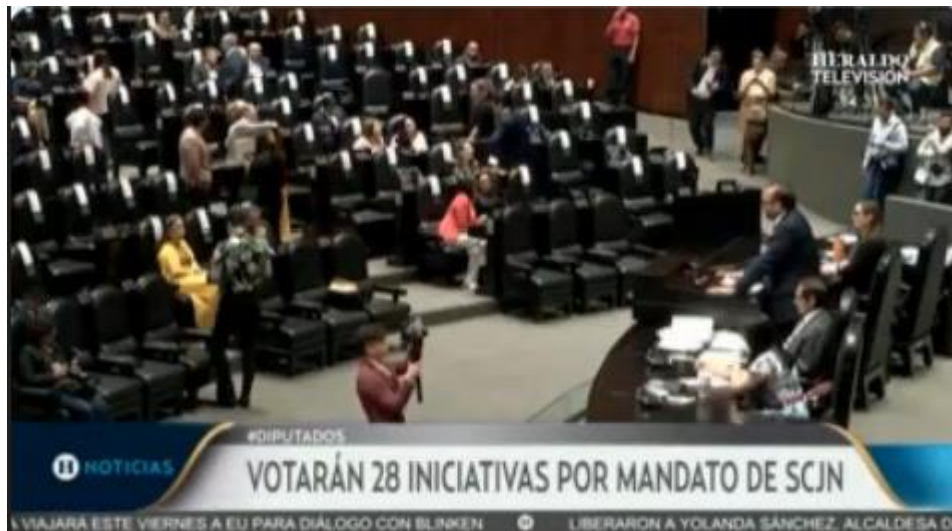 HERALDO
TELEVISIÓN
#DIPUTADOS
NOTICIAS
VOTARÁN 28 INICIATIVAS POR MANDATO DE SCJN
VIAJARÁ ESTE VIERNES A EU PARA DIÁLOGO CON BLINKEN
LIBERARON A YOLANDA SÁNCHEZ, ALCALDESA